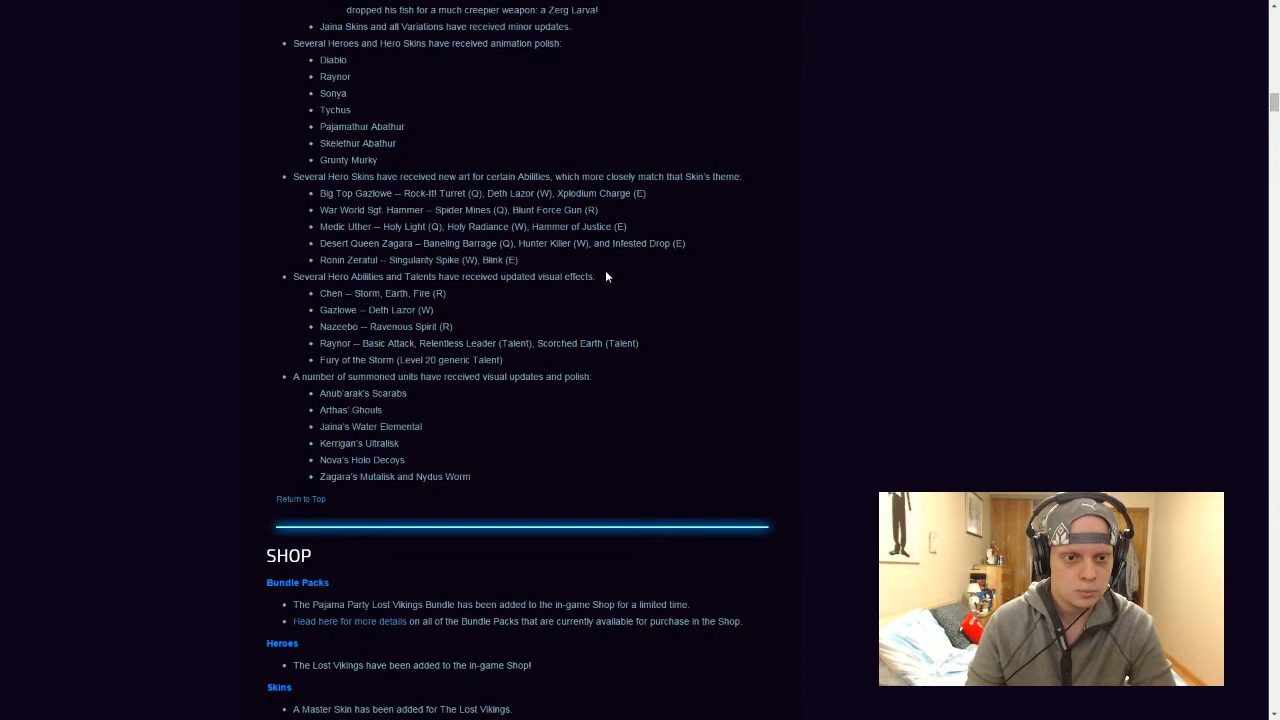 dropped his fish for a much creepier weapon: a Zerg Larva!
Jaina Skins and all Variations have received minor updates.
Several Heroes and Hero Skins have received animation polish:
Diablo
Raynor
Sonya
Tychus
Pajamathur Abathur
Skelethur Abathur
Grunty Murky
Several Hero Skins have received new art for certain Abilities, which more closely match that Skin's theme:
Big Top Gazlowe -- Rock-It! Turret (Q), Deth Lazor (W), Xplodium Charge (E)
War World Sgt. Hammer -- Spider Mines (Q), Blunt Force Gun (R)
Medic Uther -- Holy Light (Q), Holy Radiance (W), Hammer of Justice (E)
Desert Queen Zagara – Baneling Barrage (Q), Hunter Killer (W), and Infested Drop (E)
Ronin Zeratul -- Singularity Spike (W), Blink (E)
Several Hero Abilities and Talents have received updated visual effects:
Chen -- Storm, Earth, Fire (R)
Gazlowe -- Deth Lazor (W)
Nazeebo -- Ravenous Spirit (R)
Raynor -- Basic Attack, Relentless Leader (Talent), Scorched Earth (Talent)
Fury of the Storm (Level 20 generic Talent)
A number of summoned units have received visual updates and polish:
Anub'arak's Scarabs
Arthas' Ghouls
Jaina's Water Elemental
Kerrigan's Ultralisk
Nova's Holo Decoys
Zagara's Mutalisk and Nydus Worm
Return to Top
SHOP
Bundle Packs
The Pajama Party Lost Vikings Bundle has been added to the in-game Shop for a limited time.
Head here for more details on all of the Bundle Packs that are currently available for purchase in the Shop.
Heroes
The Lost Vikings have been added to the in-game Shop!
Skins
A Master Skin has been added for The Lost Vikings.